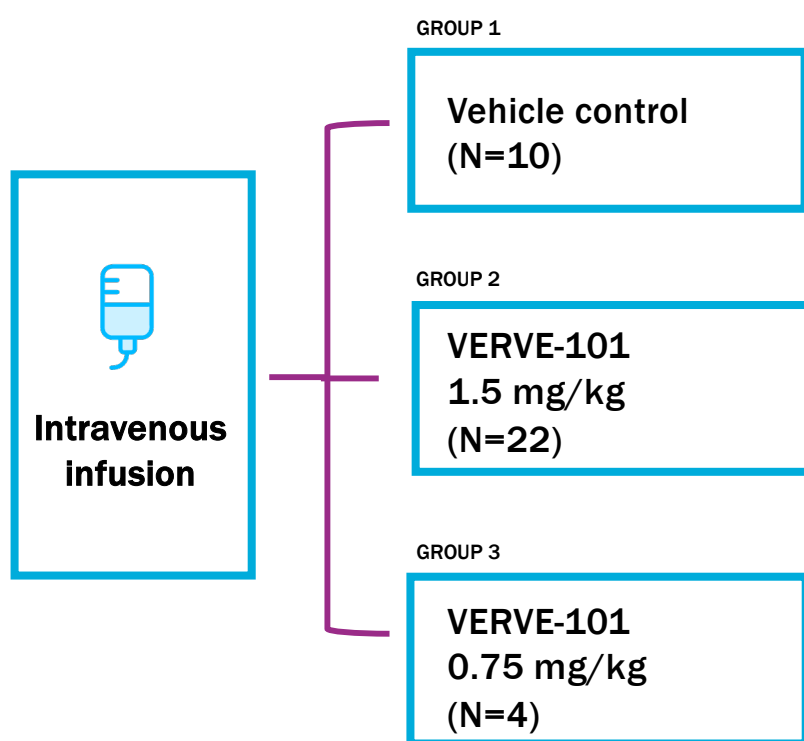 GROUP 1
Vehicle control
(N=10)
Intravenous
infusion
GROUP 2
VERVE-101
1.5 mg/kg
(N=22)
GROUP 3
VERVE-101
0.75 mg/kg
(N=4)